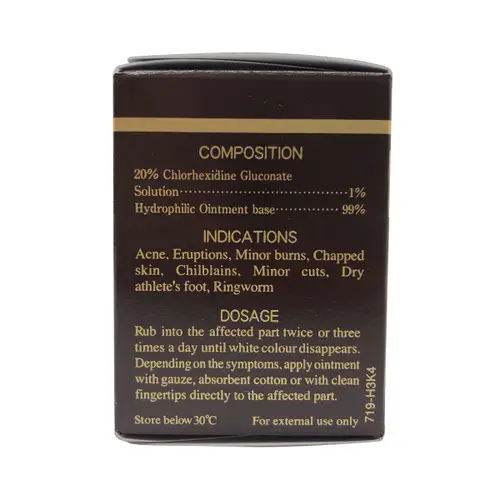 COMPOSITION
20% Chlorhexidine Gluconate
Solution·································1%
Hydrophilic Ointment base············99%
INDICATIONS
Acne, Eruptions, Minor burns, Chapped
skin, Chilblains, Minor cuts, Dry
athlete's foot, Ringworm
DOSAGE
Rub into the affected part twice or three
times a day until white colour disappears.
Depending on the symptoms, apply ointment
with gauze, absorbent cotton or with clean
fingertips directly to the affected part.
Store below 30℃ For external use only
719-H3K4